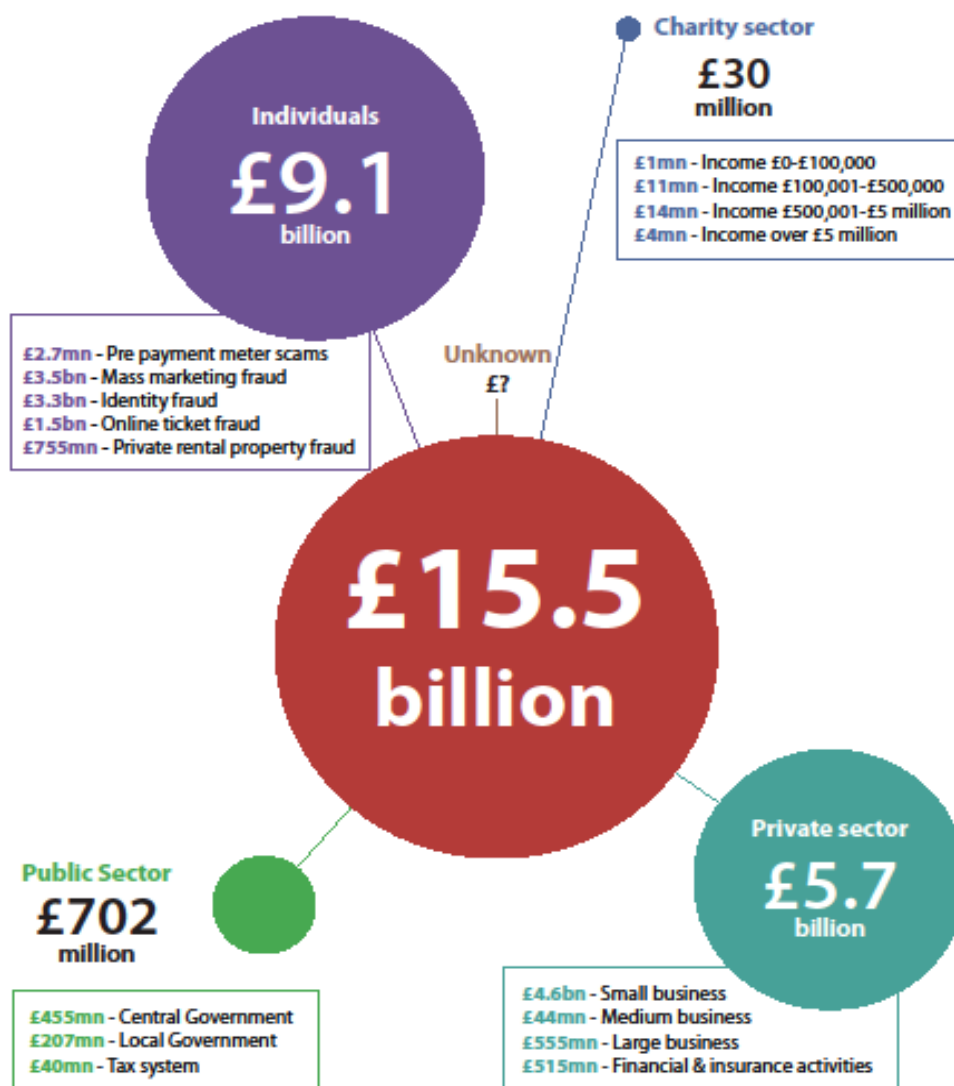 Individuals
£9.1
billion
£2.7mn - Pre payment meter scams
£3.5bn - Mass marketing fraud
£3.3bn - Identity fraud
£1.5bn - Online ticket fraud
£755mn - Private rental property fraud
Charity sector
£30
million
£1mn - Income £0-£100,000
£11mn - Income £100,001-£500,000
£14mn - Income £500,001-£5 million
£4mn - Income over £5 million
Unknown
£?
£15.5
billion
Public Sector
£702
million
£455mn - Central Government
£207mn - Local Government
£40mn - Tax system
Private sector
£5.7
billion
£4.6bn - Small business
£44mn - Medium business
£555mn - Large business
£515mn - Financial & insurance activities